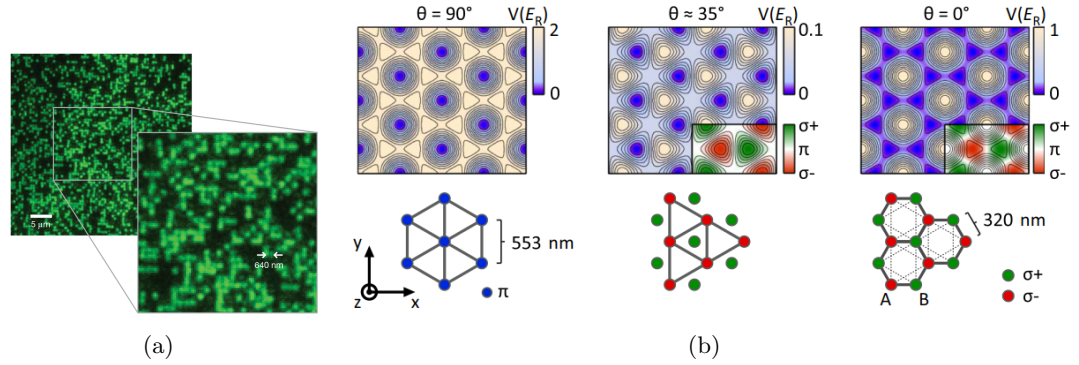 5 μm
640 nm
(a)
θ = 90°
V(E_R)
2
0
y
x
z
553 nm
π
θ ≈ 35°
V(E_R)
0.1
0
σ+
π
σ-
(b)
θ = 0°
V(E_R)
1
0
σ+
π
σ-
320 nm
A B
σ+
σ-